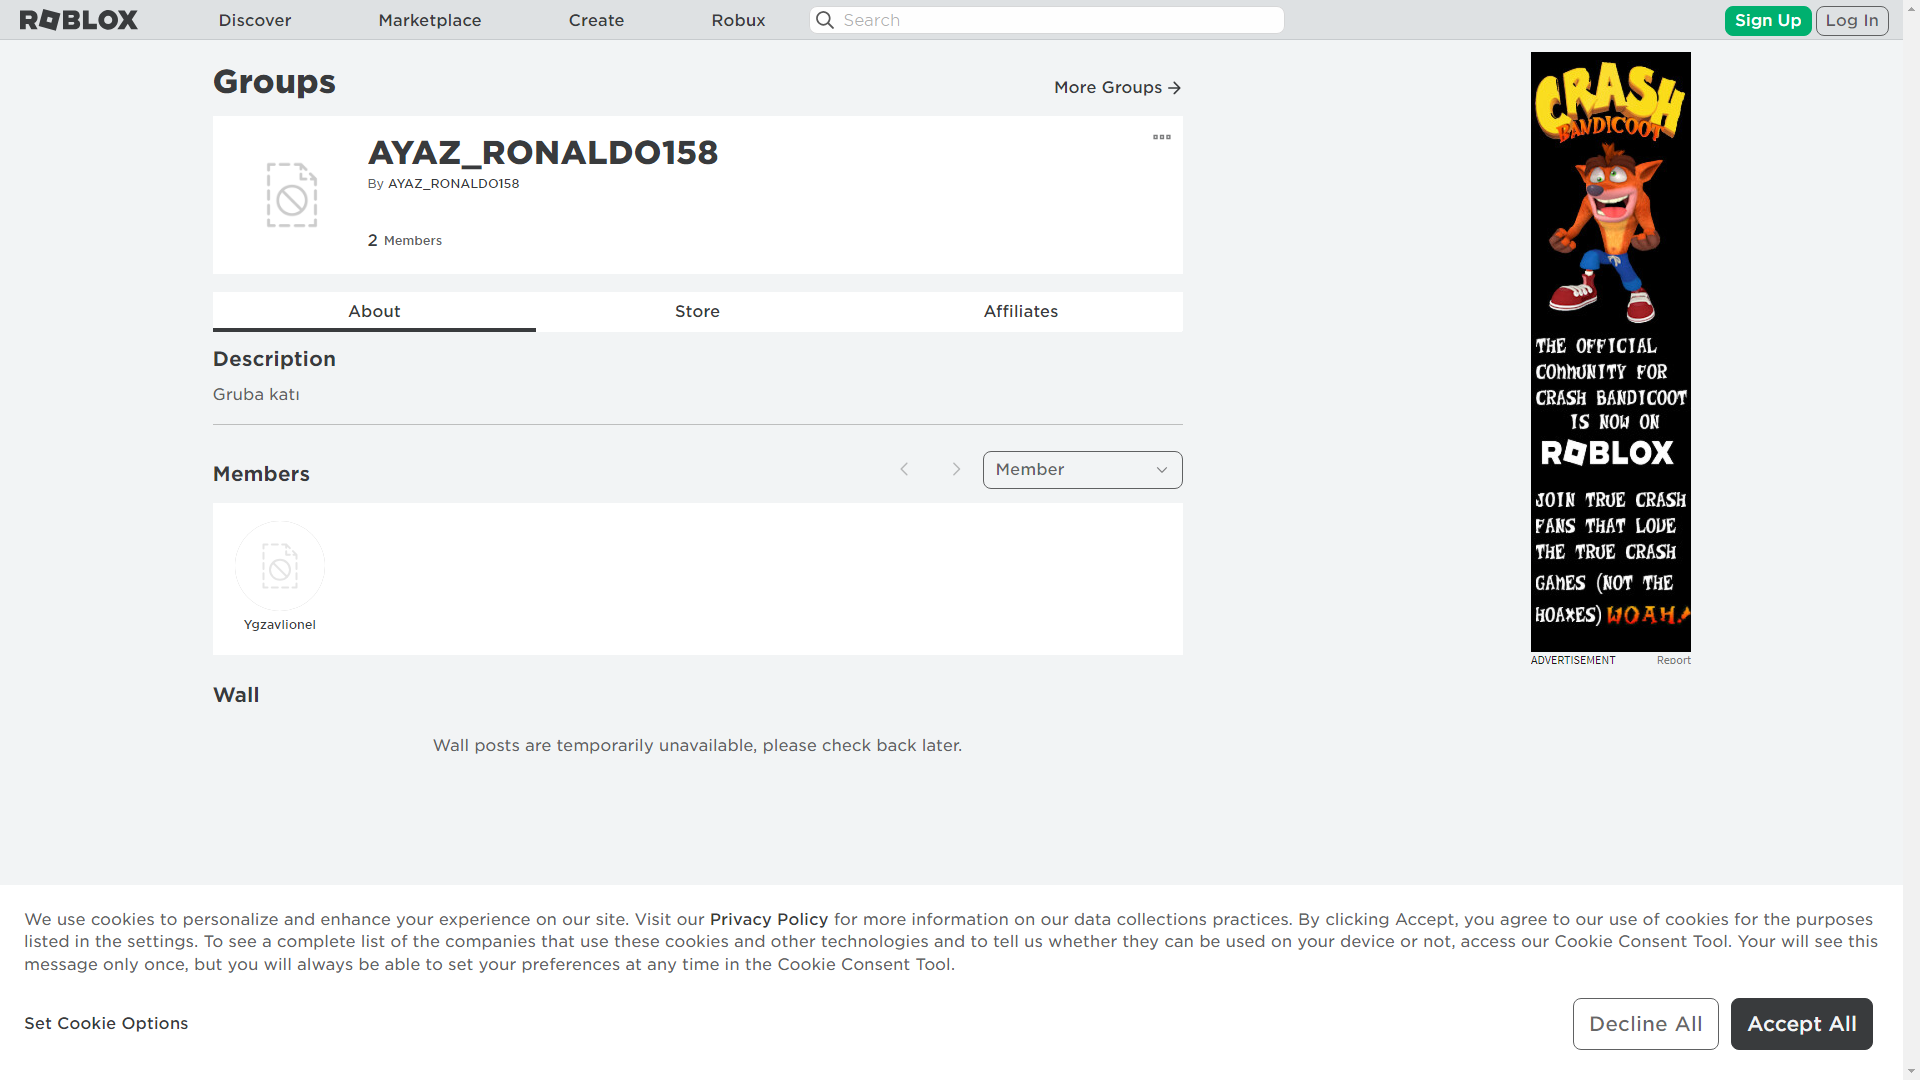 ROBLOX
Discover
Marketplace
Create
Robux
Search
Sign Up
Log In
Groups
More Groups
AYAZ_RONALDO158
By AYAZ_RONALDO158
2 Members
About
Store
Affiliates
Description
Gruba katı
Members
Member
Ygzavlionel
Wall
Wall posts are temporarily unavailable, please check back later.
CRASH
BANDICOOT
THE OFFICIAL
COMMUNITY FOR
CRASH BANDICOOT
IS NOW ON
ROBLOX
JOIN TRUE CRASH
FANS THAT LOVE
THE TRUE CRASH
GAMES (NOT THE
HOAXES) WOAH!
ADVERTISEMENT
Report
We use cookies to personalize and enhance your experience on our site. Visit our Privacy Policy for more information on our data collections practices. By clicking Accept, you agree to our use of cookies for the purposes
listed in the settings. To see a complete list of the companies that use these cookies and other technologies and to tell us whether they can be used on your device or not, access our Cookie Consent Tool. Your will see this
message only once, but you will always be able to set your preferences at any time in the Cookie Consent Tool.
Set Cookie Options
Decline All
Accept All